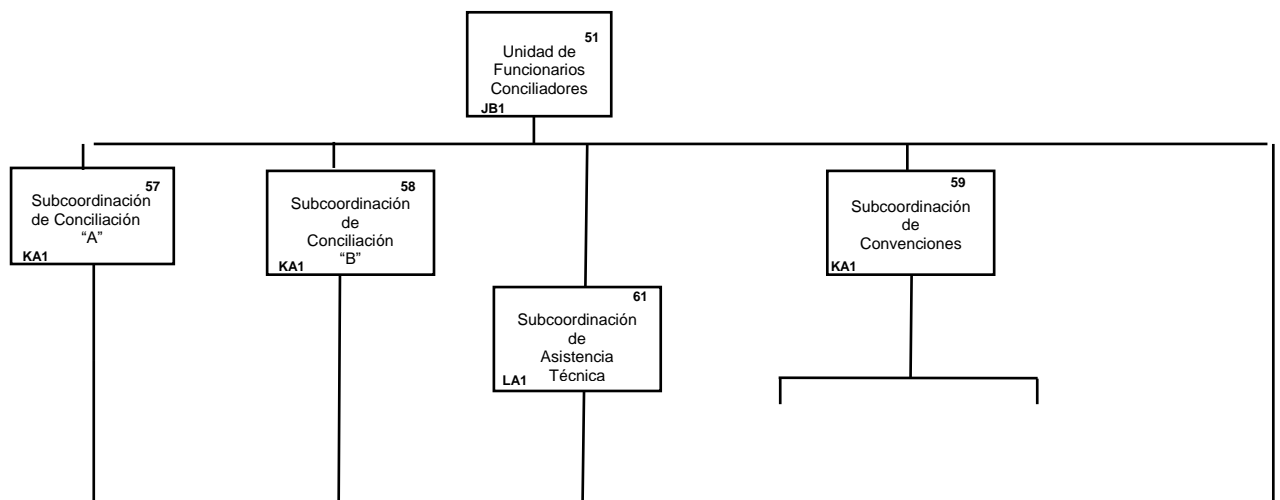 51
Unidad de
Funcionarios
Conciliadores
JB1
57
Subcoordinación
de Conciliación
“A”
KA1
58
Subcoordinación
de
Conciliación
“B”
KA1
59
Subcoordinación
de
Convenciones
KA1
61
Subcoordinación
de
Asistencia
Técnica
LA1